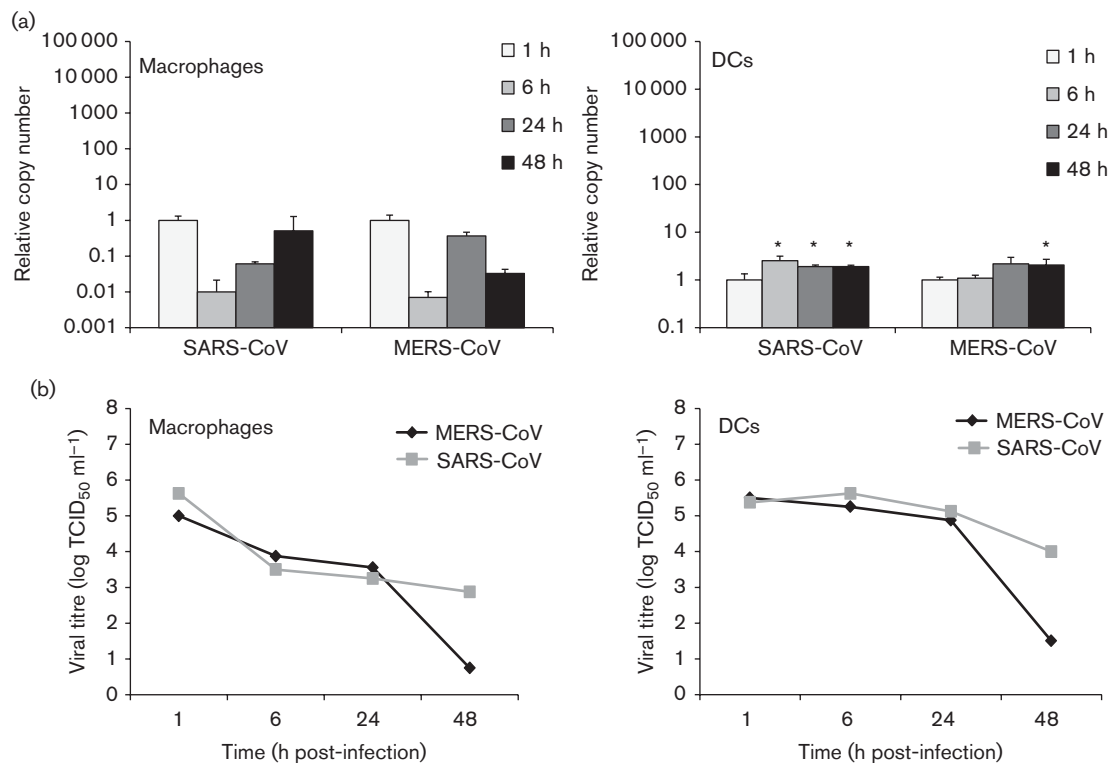 (a)
100 000
10 000
1000
100
10
1
0.1
0.01
0.001
Relative copy number
Macrophages
1 h
6 h
24 h
48 h
SARS-CoV
MERS-CoV
100 000
10 000
1000
100
10
1
0.1
Relative copy number
DCs
1 h
6 h
24 h
48 h
* * *
*
SARS-CoV
MERS-CoV
(b)
8
7
6
5
4
3
2
1
0
Viral titre (log TCID50 ml−1)
Macrophages
MERS-CoV
SARS-CoV
1 6 24 48
Time (h post-infection)
8
7
6
5
4
3
2
1
0
Viral titre (log TCID50 ml−1)
DCs
MERS-CoV
SARS-CoV
1 6 24 48
Time (h post-infection)